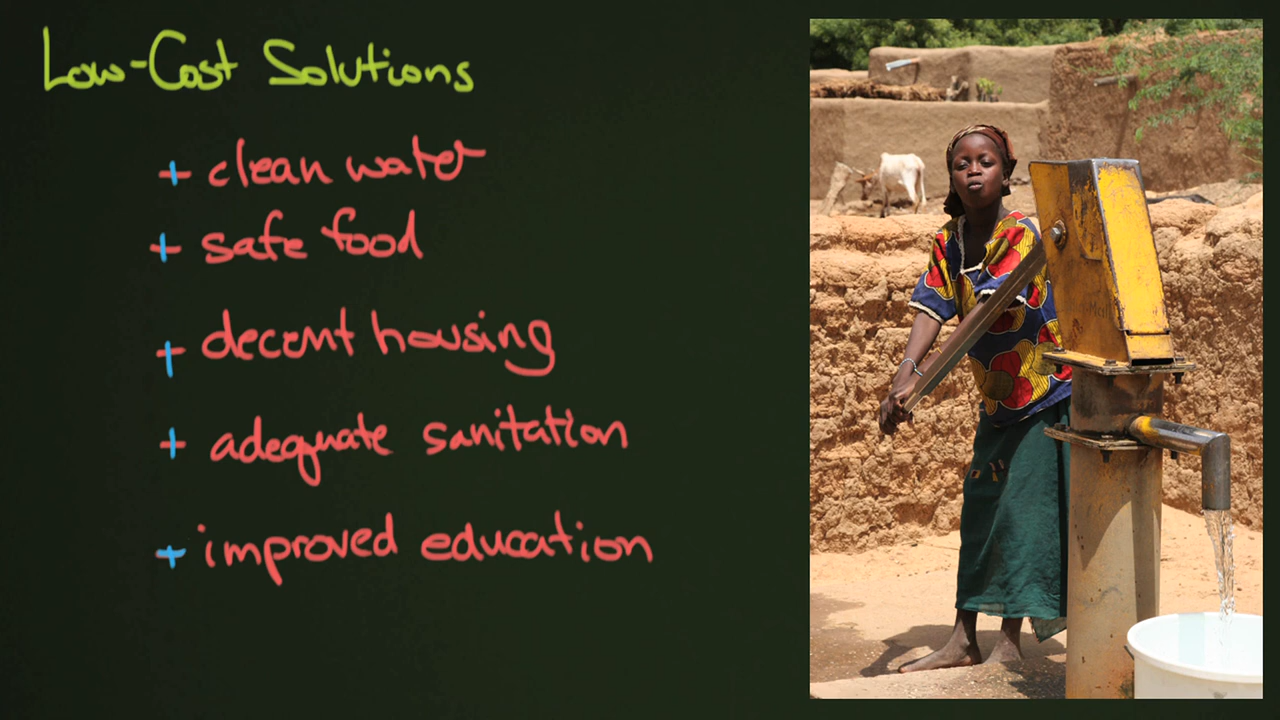 Low-Cost Solutions
+ clean water
+ safe food
+ decent housing
+ adequate sanitation
+ improved education